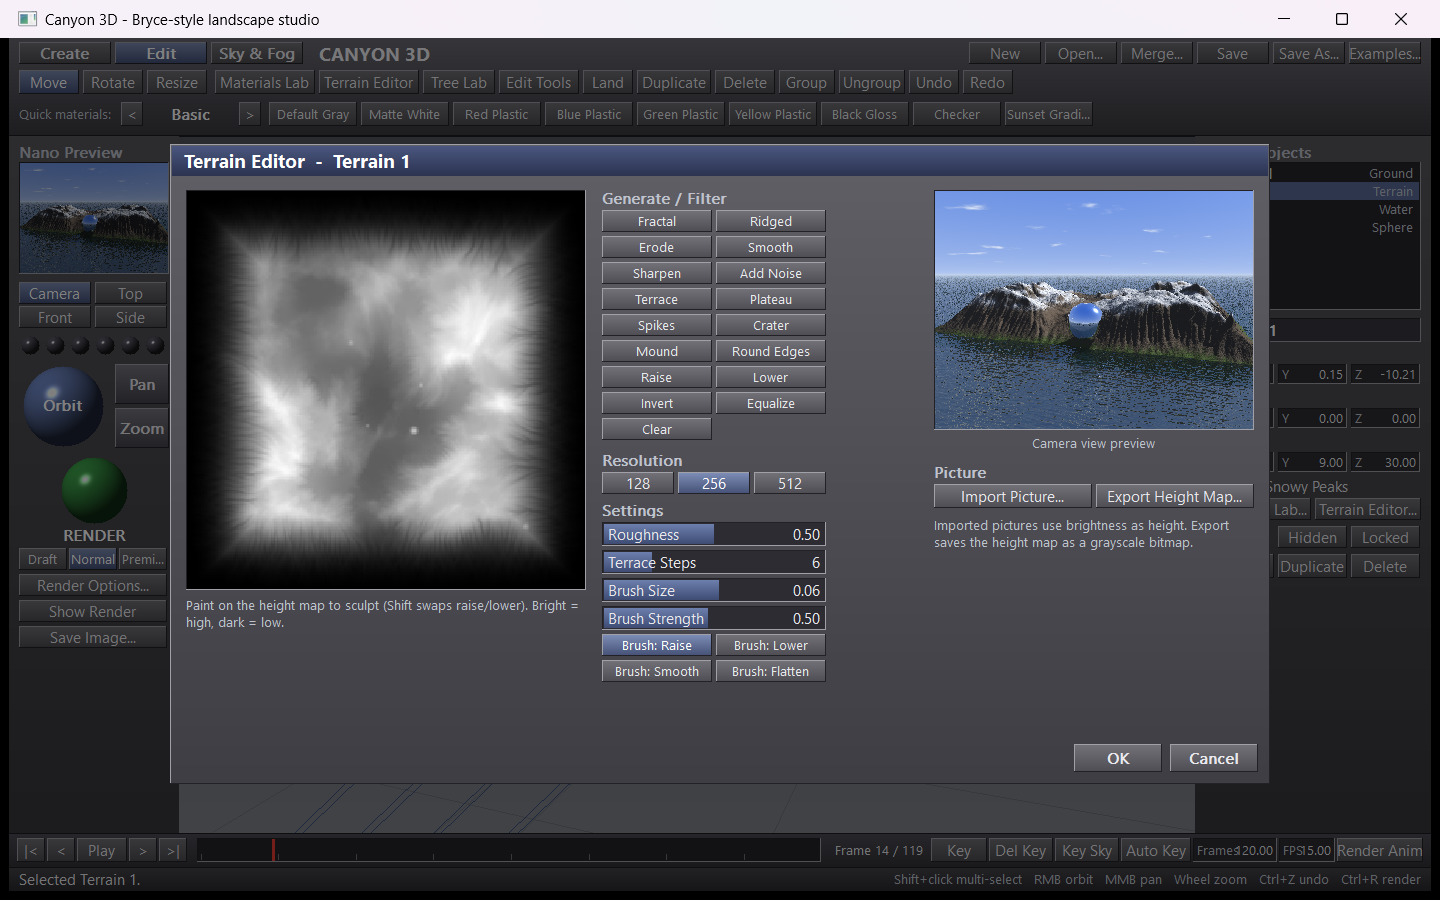 Canyon 3D - Bryce-style landscape studio
Create Edit Sky & Fog CANYON 3D New Open... Merge... Save Save As... Examples...
Move Rotate Resize Materials Lab Terrain Editor Tree Lab Edit Tools Land Duplicate Delete Group Ungroup Undo Redo
Quick materials: < Basic > Default Gray Matte White Red Plastic Blue Plastic Green Plastic Yellow Plastic Black Gloss Checker Sunset Gradi...
Nano Preview
Camera Top
Front Side
Orbit Pan
Zoom
RENDER
Draft Normal Premi...
Render Options...
Show Render
Save Image...
Terrain Editor - Terrain 1
Paint on the height map to sculpt (Shift swaps raise/lower). Bright =
high, dark = low.
Generate / Filter
Fractal Ridged
Erode Smooth
Sharpen Add Noise
Terrace Plateau
Spikes Crater
Mound Round Edges
Raise Lower
Invert Equalize
Clear
Resolution
128 256 512
Settings
Roughness 0.50
Terrace Steps 6
Brush Size 0.06
Brush Strength 0.50
Brush: Raise Brush: Lower
Brush: Smooth Brush: Flatten
Camera view preview
Picture
Import Picture... Export Height Map...
Imported pictures use brightness as height. Export
saves the height map as a grayscale bitmap.
OK Cancel
bjects
Ground
Terrain
Water
Sphere
1
Y 0.15 Z -10.21
Y 0.00 Z 0.00
Y 9.00 Z 30.00
Snowy Peaks
Lab... Terrain Editor...
Hidden Locked
Duplicate Delete
|< < Play > >| Frame 14 / 119 Key Del Key Key Sky Auto Key Frames 120.00 FPS 15.00 Render Anim
Selected Terrain 1. Shift+click multi-select RMB orbit MMB pan Wheel zoom Ctrl+Z undo Ctrl+R render